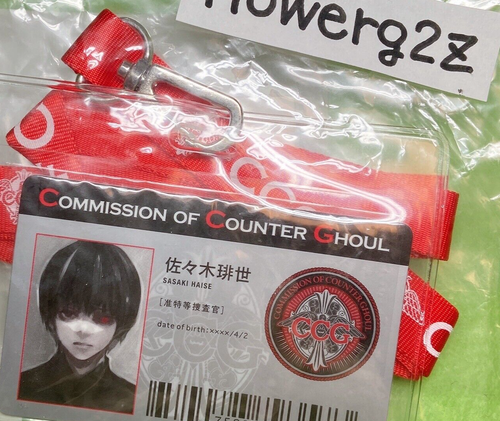 flowerg2z
COMMISSION OF COUNTER GHOUL
佐々木琲世
SASAKI HAISE
[准特等捜査官]
date of birth:××××/4/2
COMMISSION OF COUNTER GHOUL
CCG